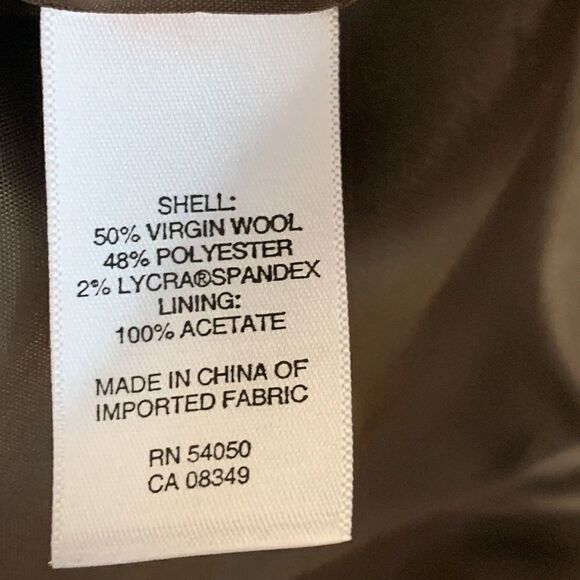 SHELL:
50% VIRGIN WOOL
48% POLYESTER
2% LYCRA®SPANDEX
LINING:
100% ACETATE
MADE IN CHINA OF
IMPORTED FABRIC
RN 54050
CA 08349